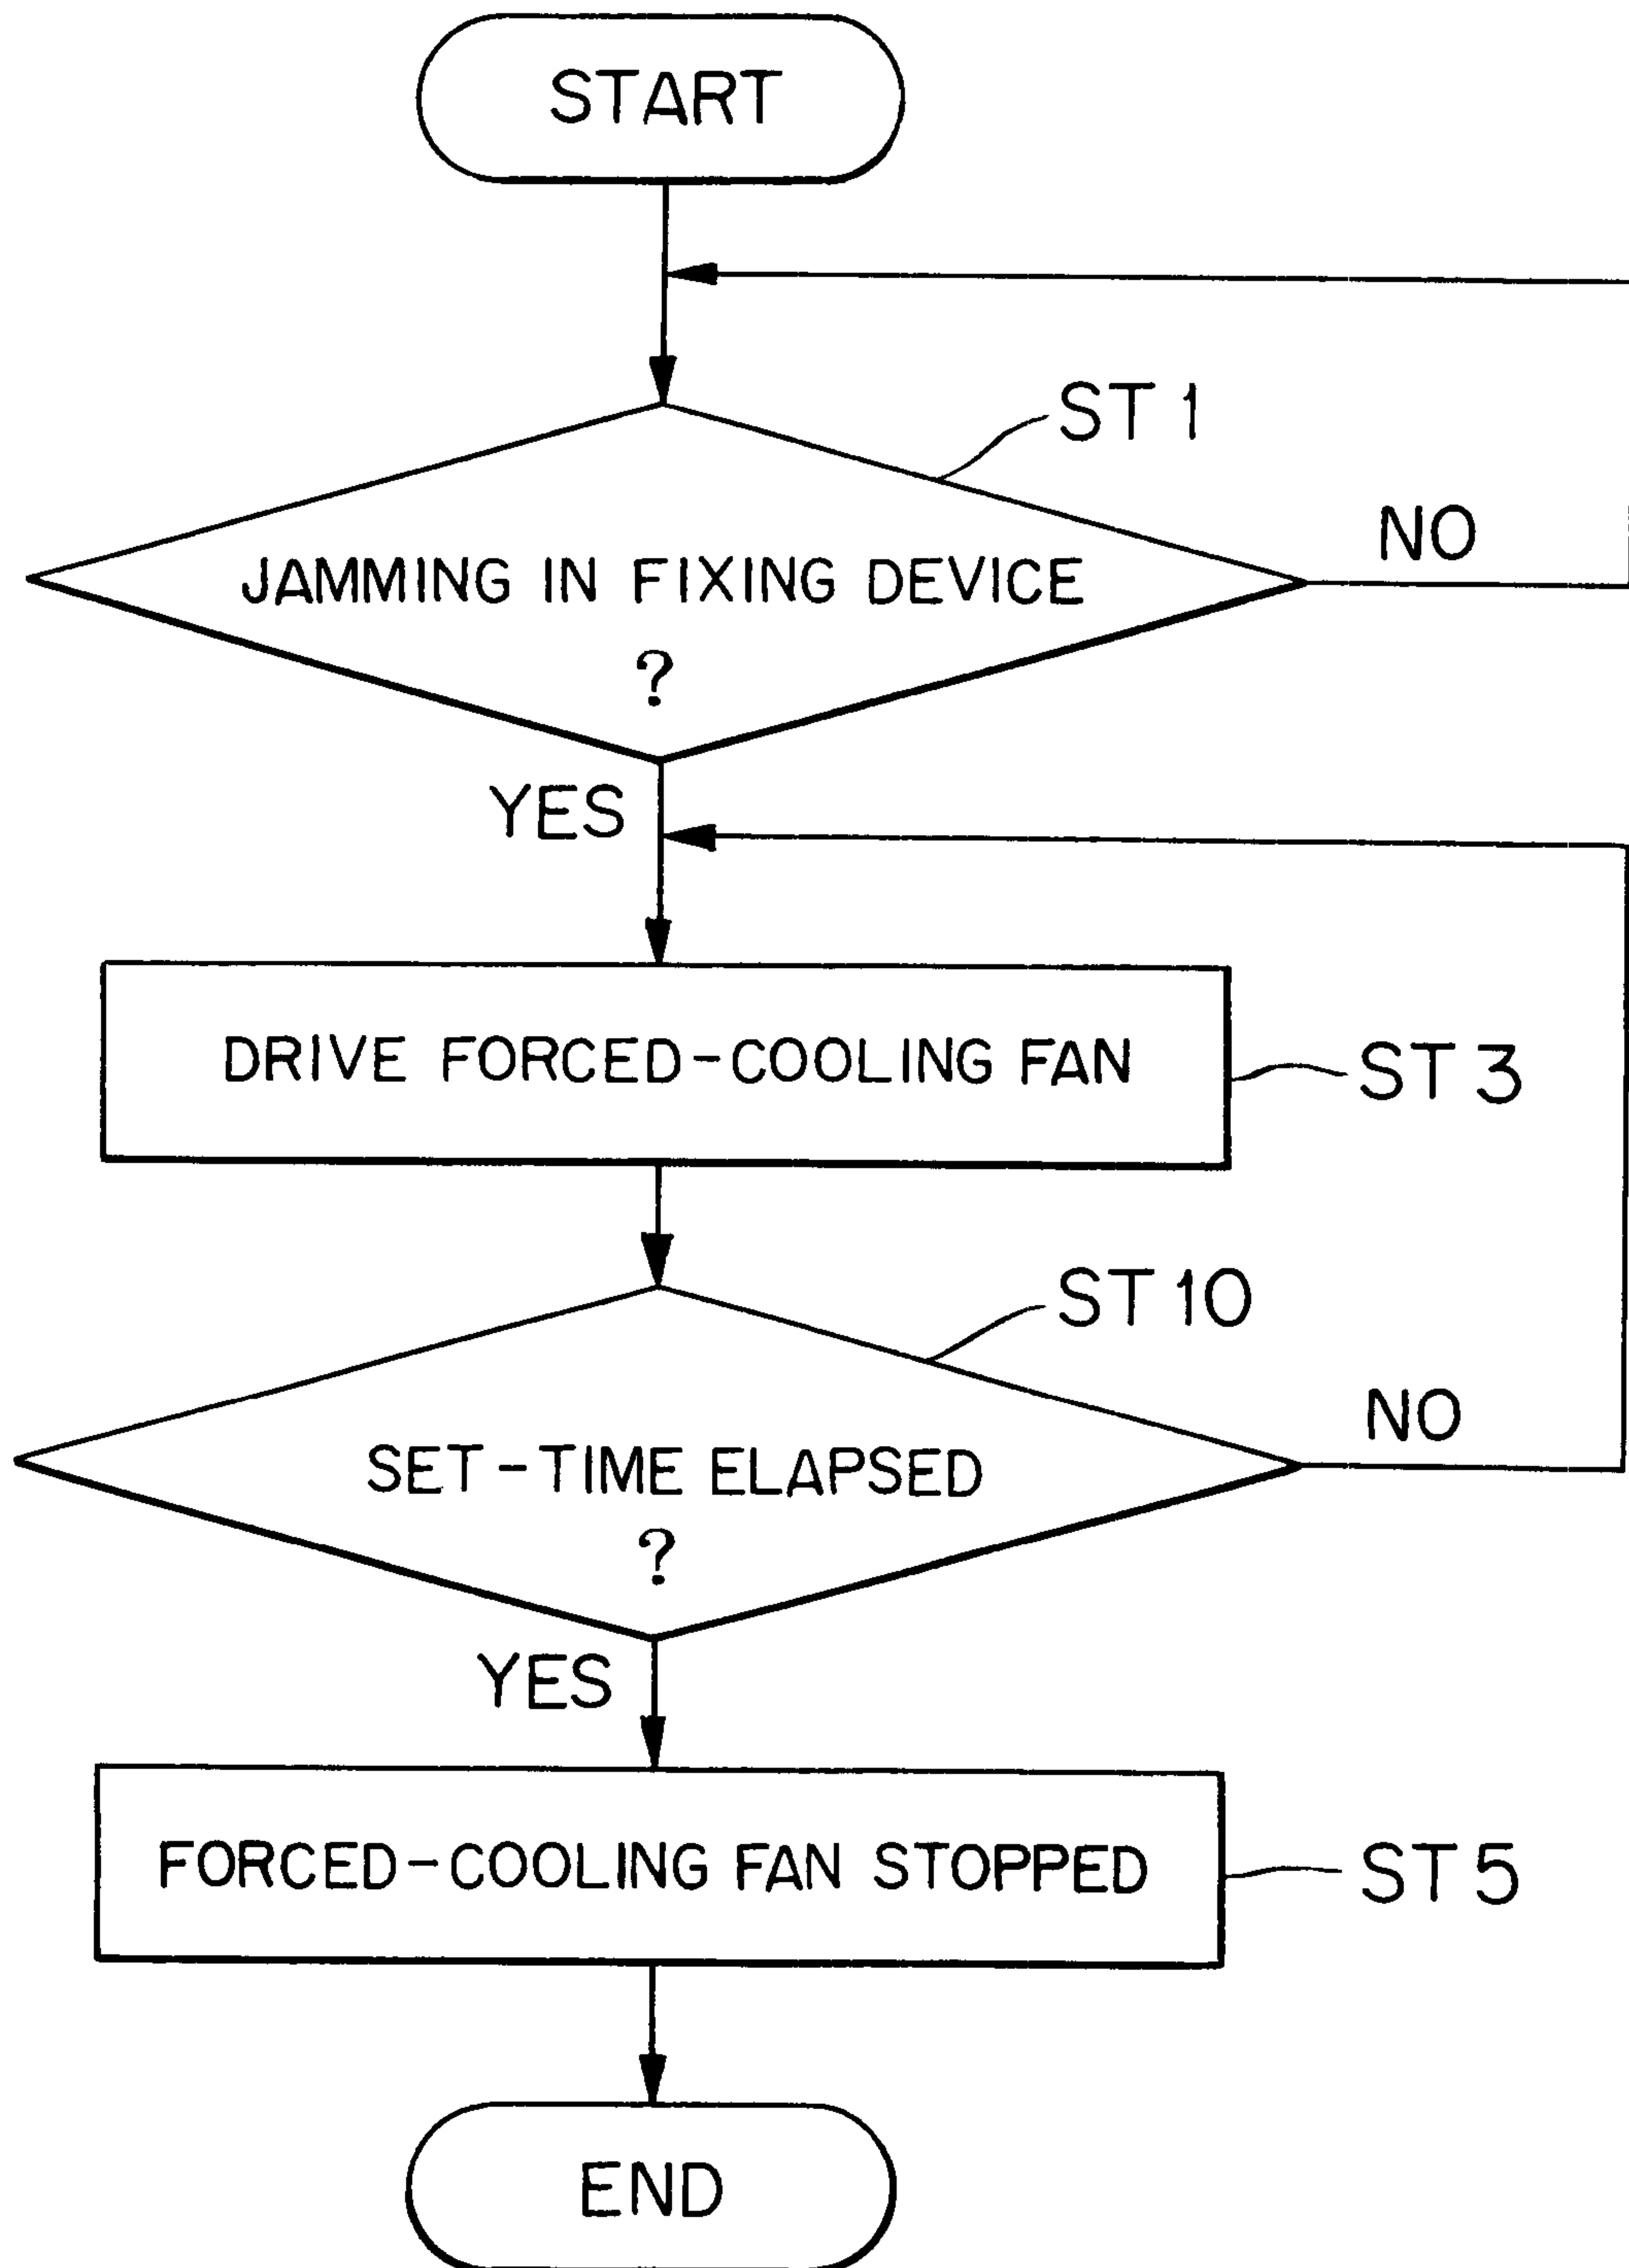 START
ST 1
NO
JAMMING IN FIXING DEVICE
?
YES
DRIVE FORCED-COOLING FAN
ST 3
ST 10
NO
SET-TIME ELAPSED
?
YES
FORCED-COOLING FAN STOPPED
ST 5
END